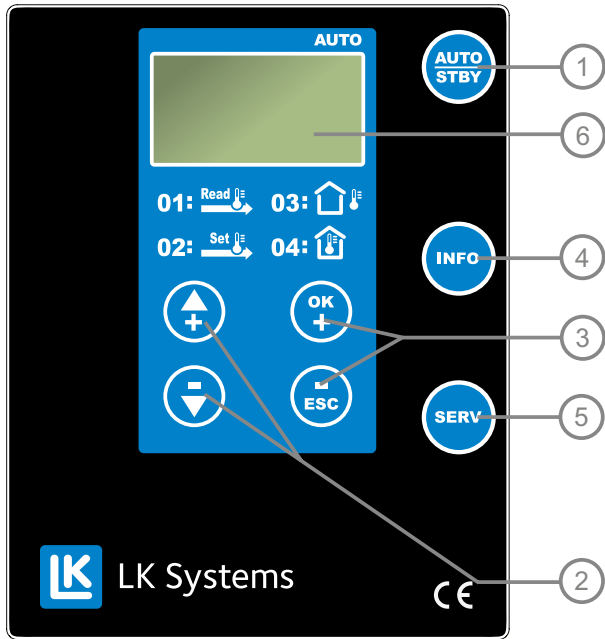 AUTO
AUTO
STBY
1
6
01: Read
03:
02: Set
04:
INFO
4
+
OK
+
3
-
-
ESC
SERV
5
LK LK Systems
2
CE